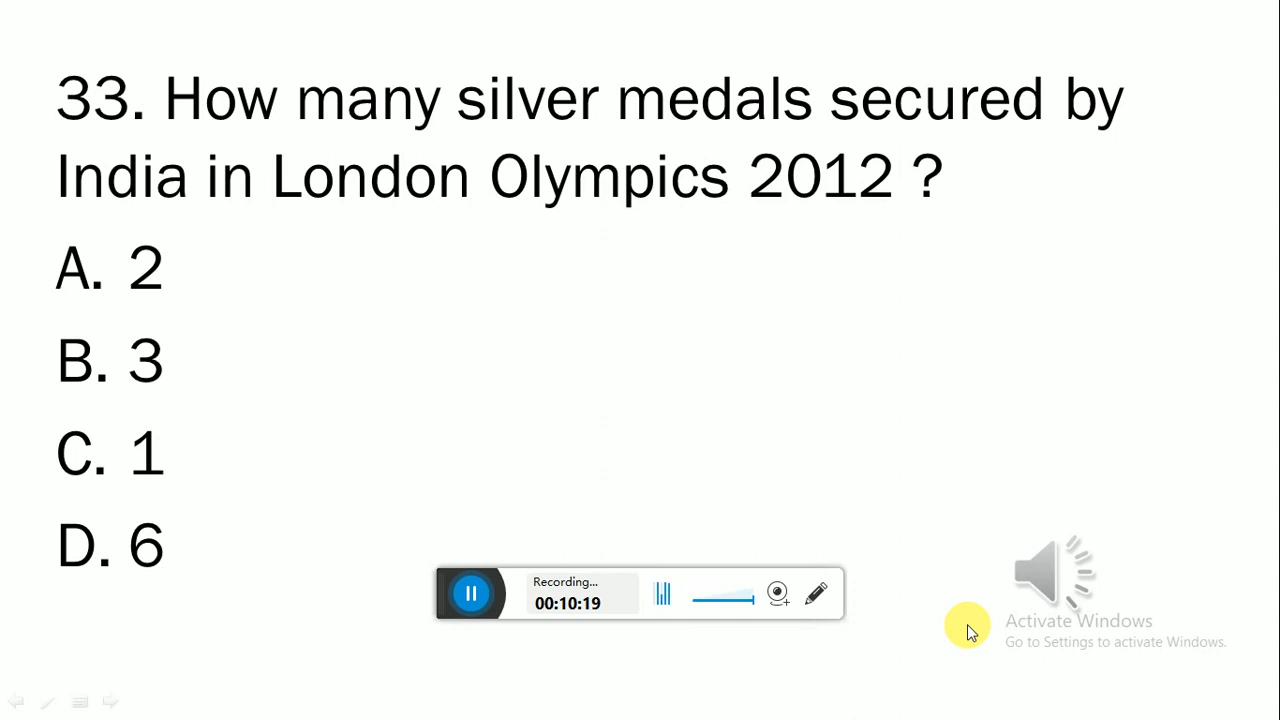 33. How many silver medals secured by
India in London Olympics 2012 ?
A. 2
B. 3
C. 1
D. 6
Recording...
00:10:19
Activate Windows
Go to Settings to activate Windows.